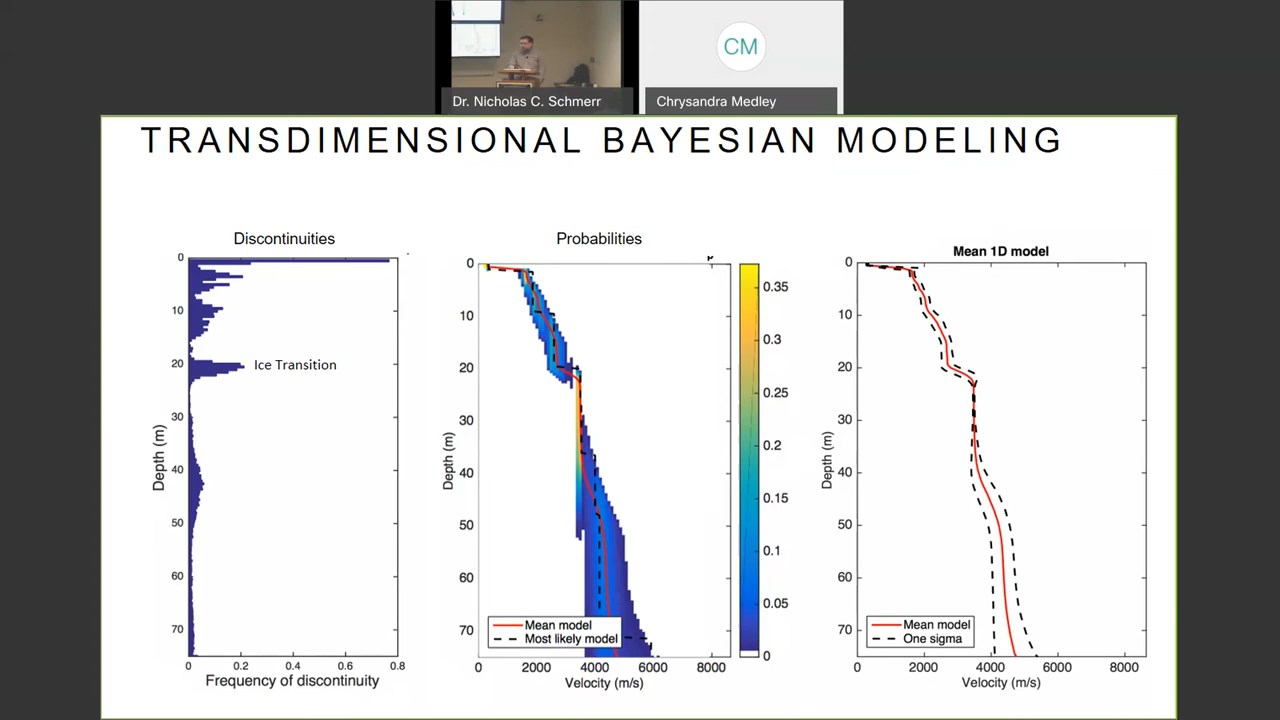 Dr. Nicholas C. Schmerr
CM
Chrysandra Medley
TRANSDIMENSIONAL BAYESIAN MODELING
Discontinuities
0
10
20
30
40
50
60
70
Depth (m)
Ice Transition
0 0.2 0.4 0.6 0.8
Frequency of discontinuity
Probabilities
0
10
20
30
40
50
60
70
Depth (m)
Mean model
Most likely model
0 2000 4000 6000 8000
Velocity (m/s)
0.35
0.3
0.25
0.2
0.15
0.1
0.05
0
Mean 1D model
0
10
20
30
40
50
60
70
Depth (m)
Mean model
One sigma
0 2000 4000 6000 8000
Velocity (m/s)